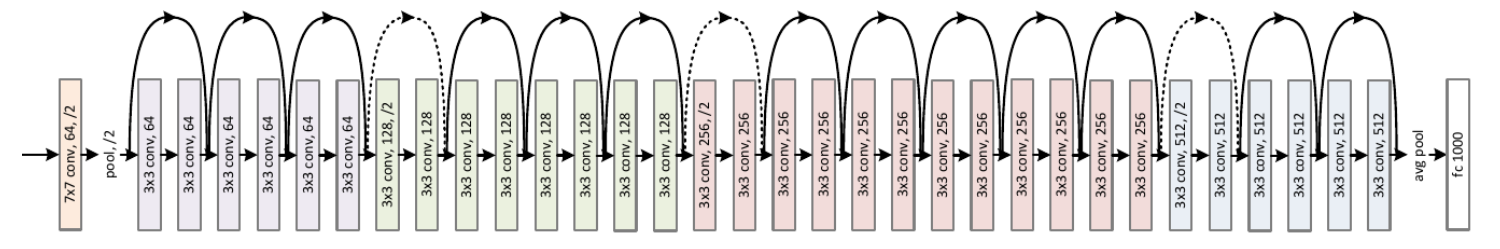 7x7 conv, 64, /2
pool, /2
3x3 conv, 64
3x3 conv, 64
3x3 conv, 64
3x3 conv, 64
3x3 conv, 64
3x3 conv, 64
3x3 conv, 128, /2
3x3 conv, 128
3x3 conv, 128
3x3 conv, 128
3x3 conv, 128
3x3 conv, 128
3x3 conv, 128
3x3 conv, 128
3x3 conv, 256, /2
3x3 conv, 256
3x3 conv, 256
3x3 conv, 256
3x3 conv, 256
3x3 conv, 256
3x3 conv, 256
3x3 conv, 256
3x3 conv, 256
3x3 conv, 256
3x3 conv, 256
3x3 conv, 256
3x3 conv, 512, /2
3x3 conv, 512
3x3 conv, 512
3x3 conv, 512
3x3 conv, 512
3x3 conv, 512
avg pool
fc 1000